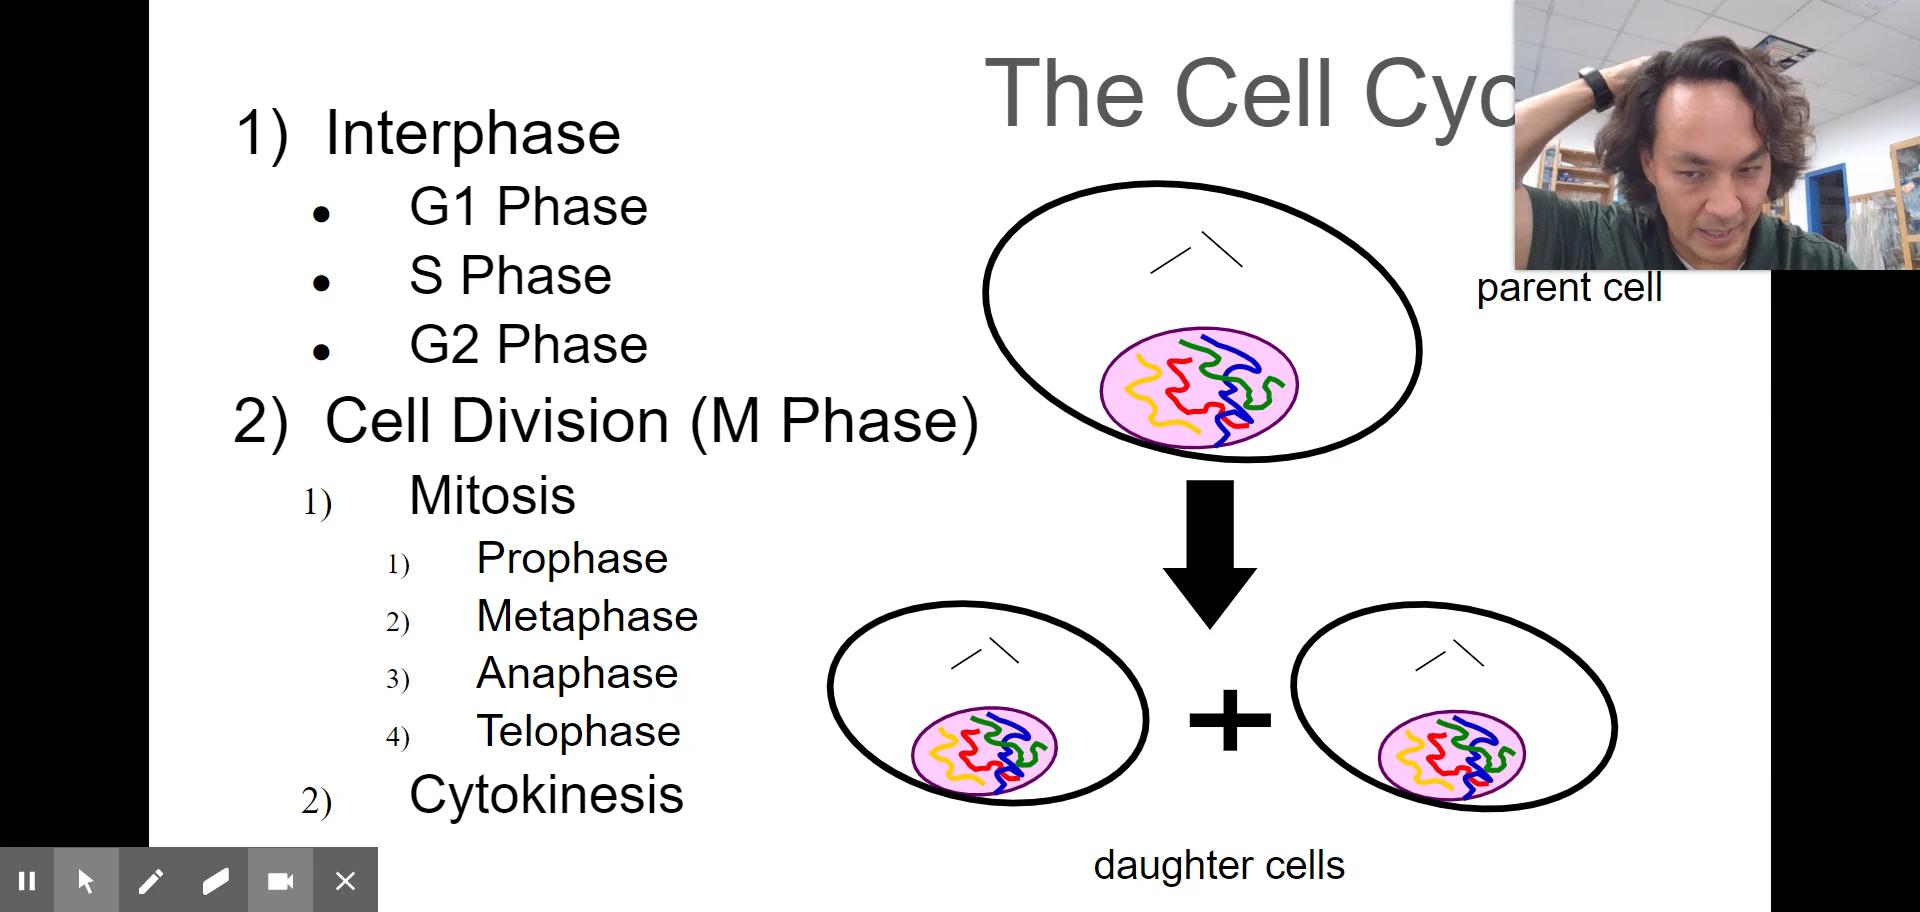 The Cell Cyc
1) Interphase
● G1 Phase
● S Phase
● G2 Phase
2) Cell Division (M Phase)
1) Mitosis
1) Prophase
2) Metaphase
3) Anaphase
4) Telophase
2) Cytokinesis
parent cell
+
daughter cells